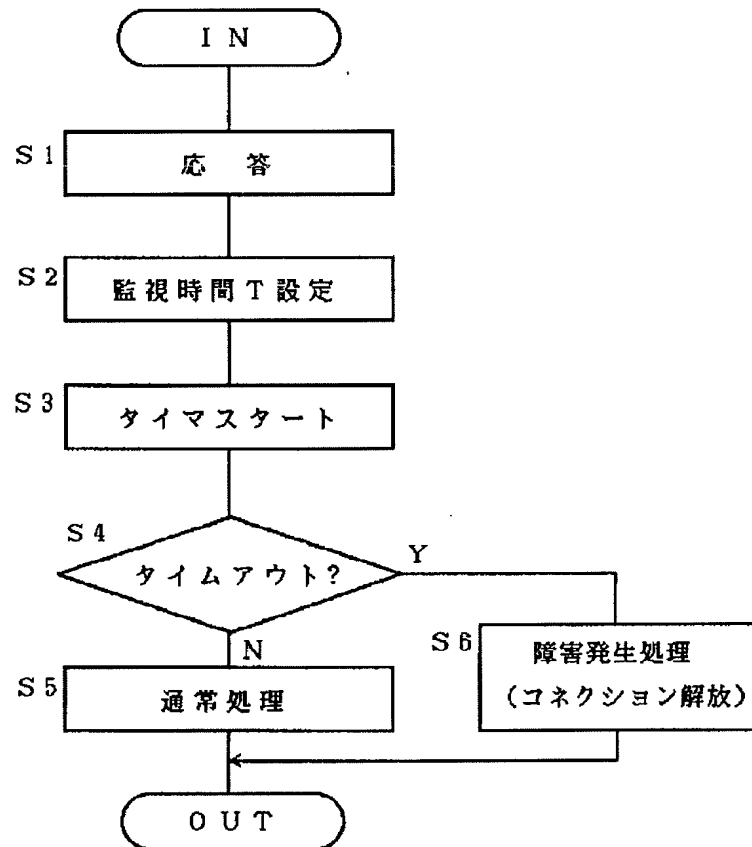 IN
S1
応 答
S2
監視時間T設定
S3
タイマスタート
S4
タイムアウト?
Y
N
S5
通常処理
S6
障害発生処理
(コネクション解放)
OUT